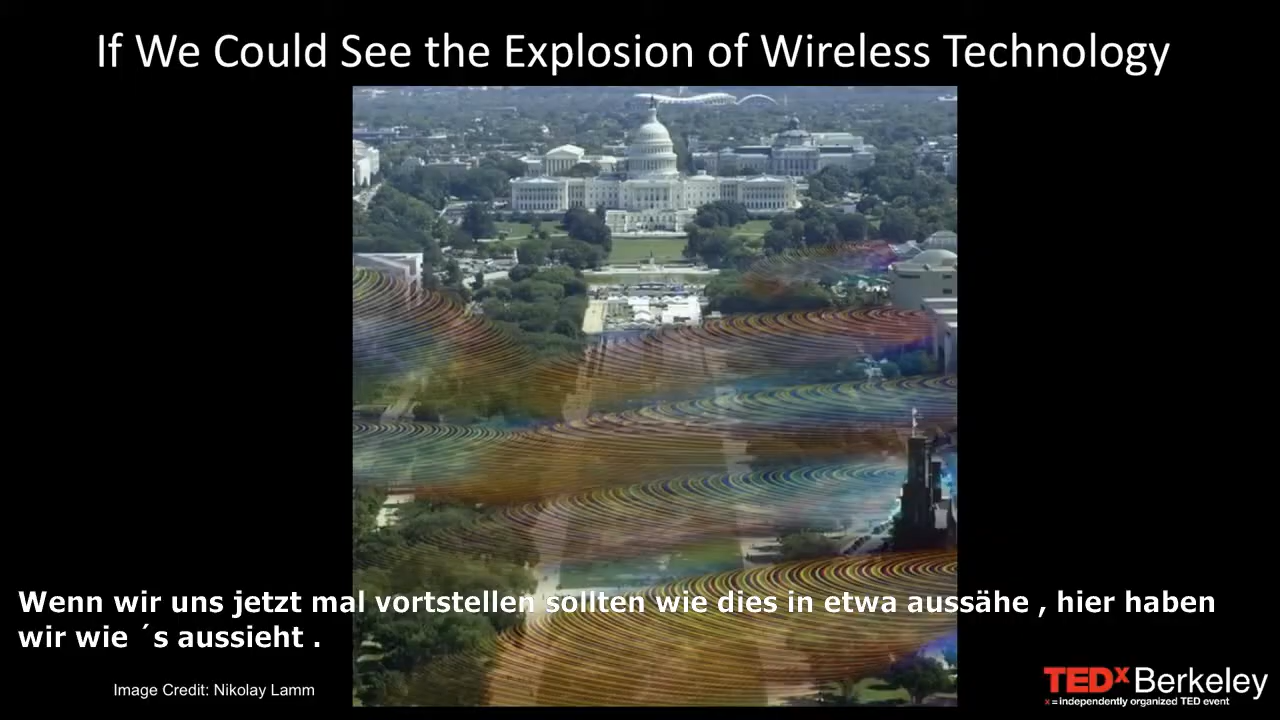 If We Could See the Explosion of Wireless Technology
Wenn wir uns jetzt mal vortstellen sollten wie dies in etwa aussähe , hier haben
wir wie ´s aussieht .
Image Credit: Nikolay Lamm
TEDx Berkeley
x = independently organized TED event